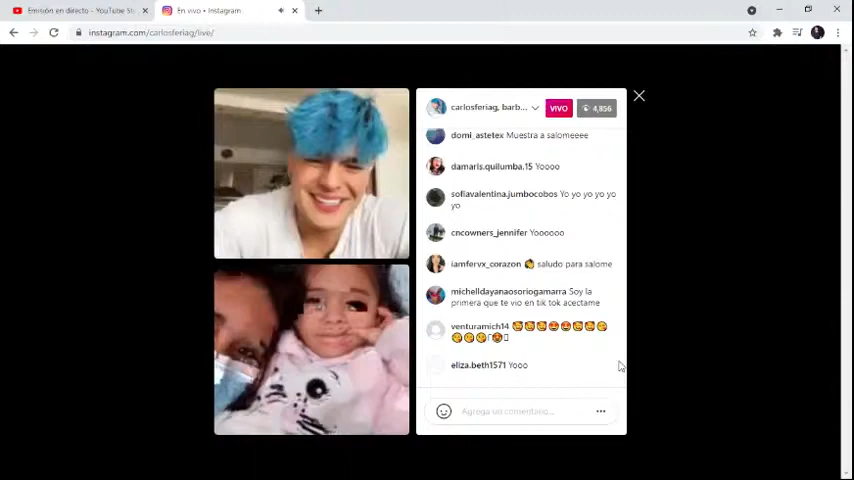 Emisión en directo - YouTube St
En vivo • Instagram
instagram.com/carlosferiag/live/
carlosferiag, barb...
VIVO
4,856
domi_astetex Muestra a salomeeee
damaris.quilumba.15 Yoooo
sofiavalentina.jumbocobos Yo yo yo yo yo
yo
cncowners_jennifer Yoooooo
iamfervx_corazon 🥰 saludo para salome
michelldayanaosoriogamarra Soy la
primera que te vio en tik tok acectame
venturamich14 🥰🥰🥰🤩🤩🥰🥰😋
😋😋😋🥵
eliza.beth1571 Yooo
Agrega un comentario...